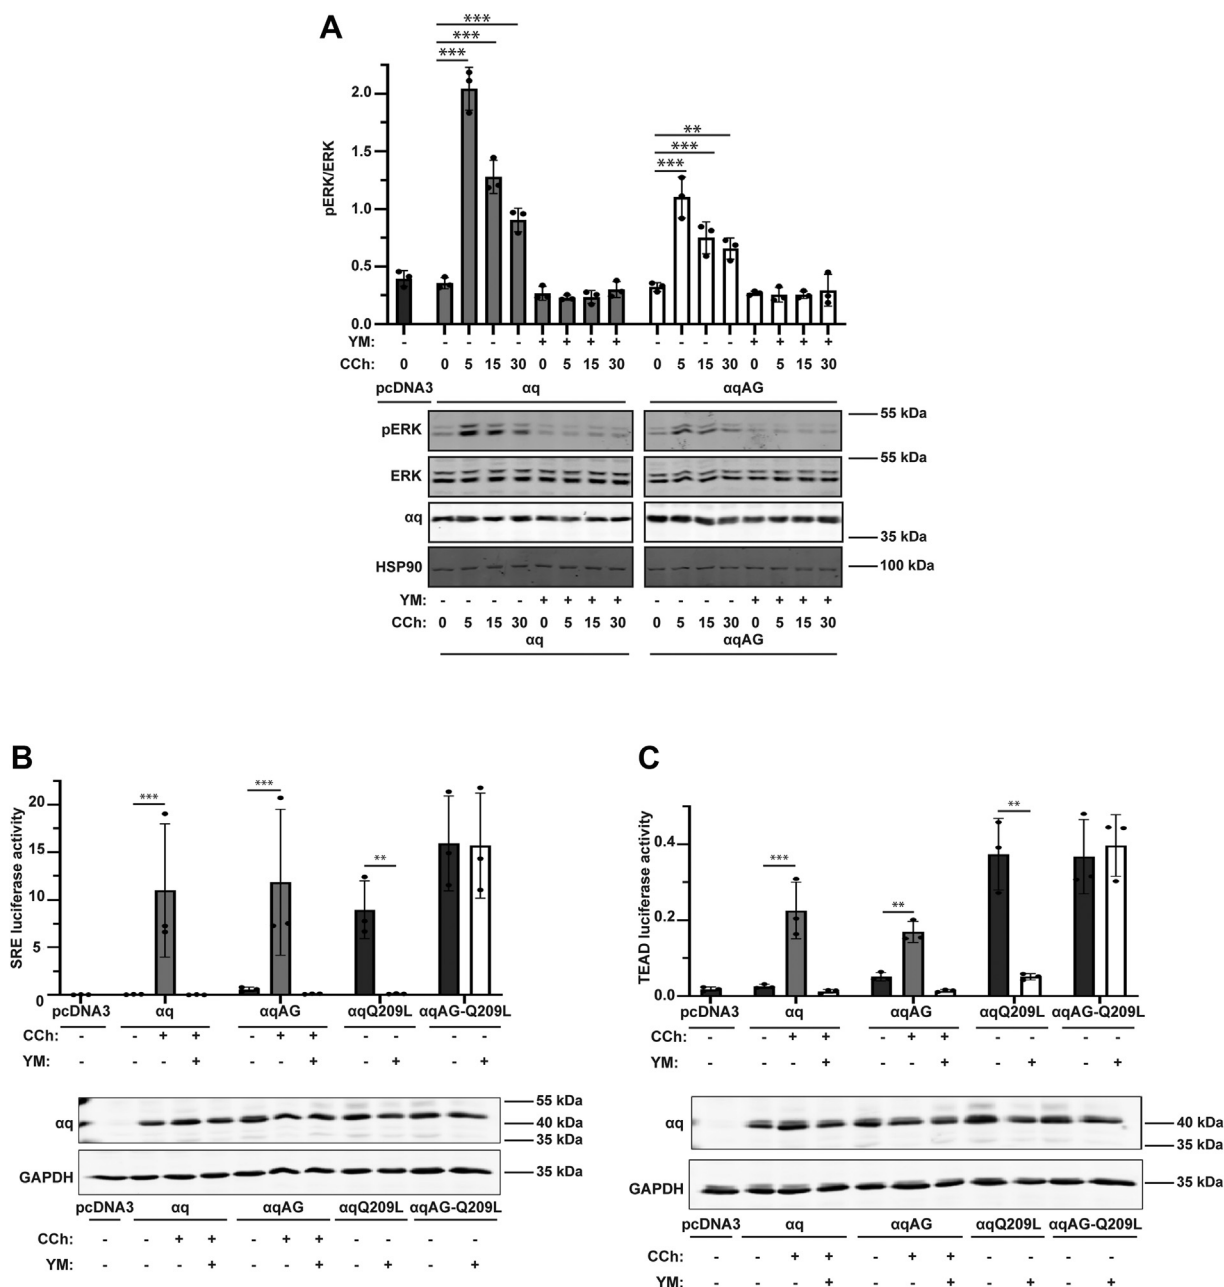 A
***
***
***
2.0
1.5
1.0
0.5
0.0
pERK/ERK
**
***
***
YM: - - - - - + + + + - - - - + + + +
CCh: 0 0 5 15 30 0 5 15 30 0 5 15 30 0 5 15 30
pcDNA3 αq αqAG
pERK 55 kDa
ERK 55 kDa
αq 35 kDa
HSP90 100 kDa
YM: - - - - + + + + - - - - + + + +
CCh: 0 5 15 30 0 5 15 30 0 5 15 30 0 5 15 30
αq αqAG
B
SRE luciferase activity
20
15
10
5
0
*** *** **
pcDNA3 αq αqAG αqQ209L αqAG-Q209L
CCh: - - + + - + + - - - -
YM: - - - + - - + - + - +
αq 55 kDa
40 kDa
35 kDa
GAPDH 35 kDa
pcDNA3 αq αqAG αqQ209L αqAG-Q209L
CCh: - - + + - + + - - - -
YM: - - - + - - + - + - +
C
TEAD luciferase activity
0.4
0.2
0.0
*** ** **
pcDNA3 αq αqAG αqQ209L αqAG-Q209L
CCh: - - + + - + + - - - -
YM: - - - + - - + - + - +
αq 40 kDa
35 kDa
GAPDH 35 kDa
pcDNA3 αq αqAG αqQ209L αqAG-Q209L
CCh: - - + + - + + - - - -
YM: - - - + - - + - + - +